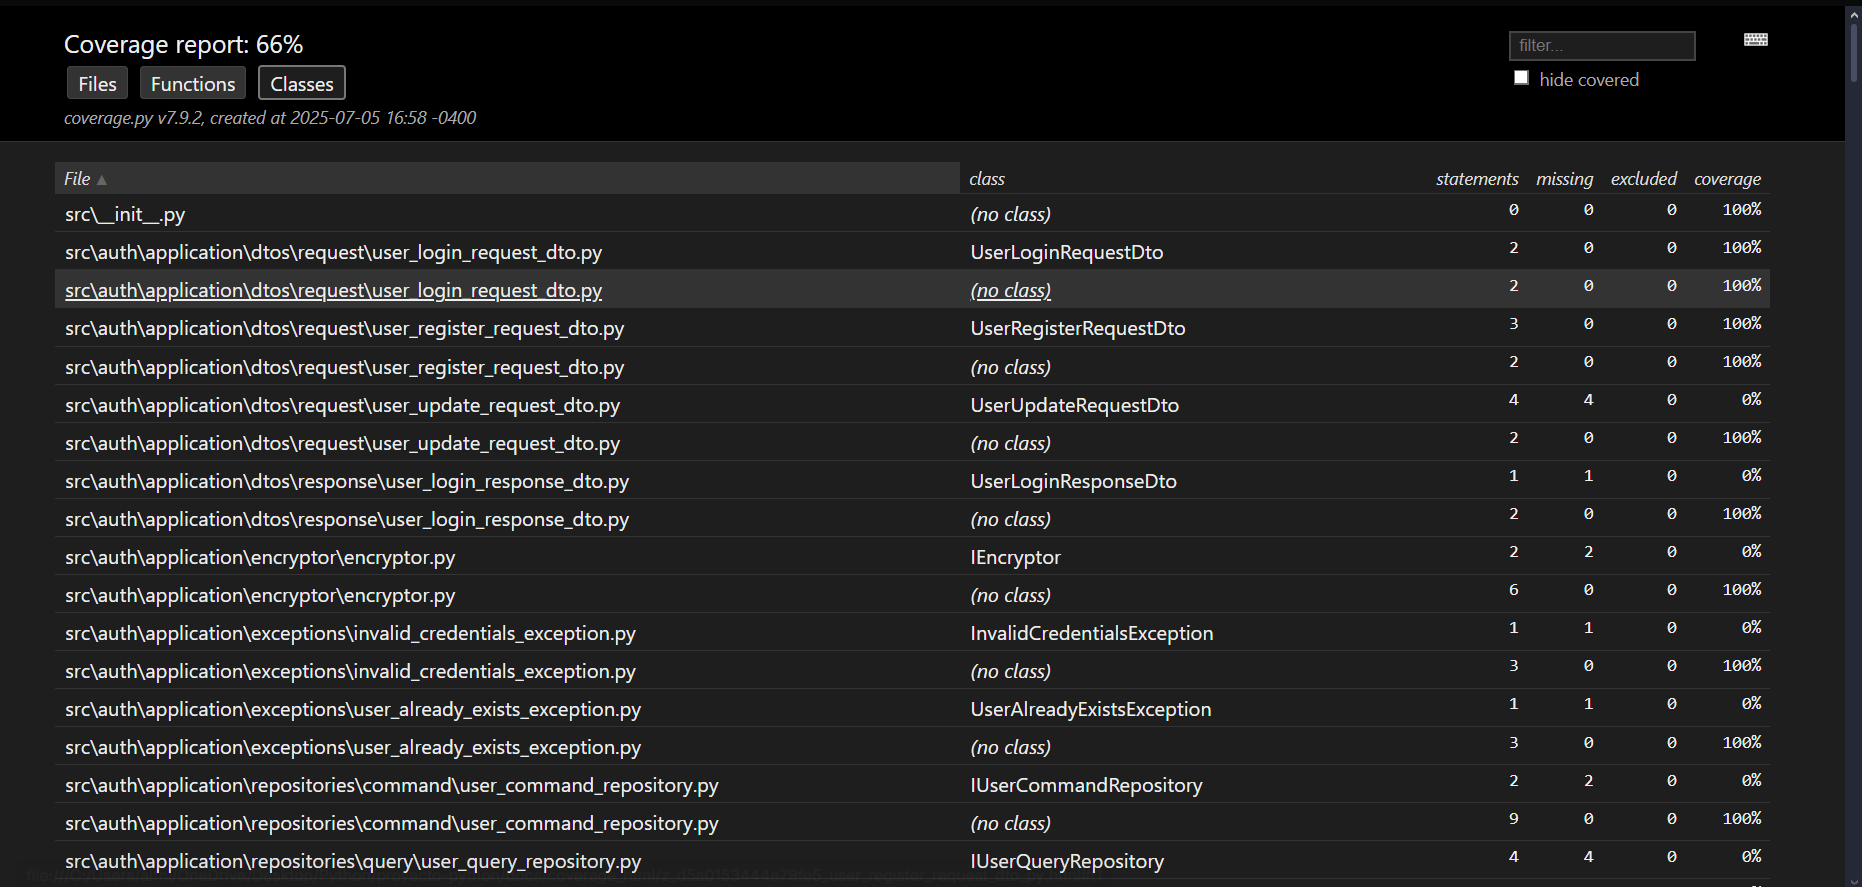 Coverage report: 66%
filter...
Files Functions Classes
hide covered
coverage.py v7.9.2, created at 2025-07-05 16:58 -0400
File ▲ class statements missing excluded coverage
src\__init__.py (no class) 0 0 0 100%
src\auth\application\dtos\request\user_login_request_dto.py UserLoginRequestDto 2 0 0 100%
src\auth\application\dtos\request\user_login_request_dto.py (no class) 2 0 0 100%
src\auth\application\dtos\request\user_register_request_dto.py UserRegisterRequestDto 3 0 0 100%
src\auth\application\dtos\request\user_register_request_dto.py (no class) 2 0 0 100%
src\auth\application\dtos\request\user_update_request_dto.py UserUpdateRequestDto 4 4 0 0%
src\auth\application\dtos\request\user_update_request_dto.py (no class) 2 0 0 100%
src\auth\application\dtos\response\user_login_response_dto.py UserLoginResponseDto 1 1 0 0%
src\auth\application\dtos\response\user_login_response_dto.py (no class) 2 0 0 100%
src\auth\application\encryptor\encryptor.py IEncryptor 2 2 0 0%
src\auth\application\encryptor\encryptor.py (no class) 6 0 0 100%
src\auth\application\exceptions\invalid_credentials_exception.py InvalidCredentialsException 1 1 0 0%
src\auth\application\exceptions\invalid_credentials_exception.py (no class) 3 0 0 100%
src\auth\application\exceptions\user_already_exists_exception.py UserAlreadyExistsException 1 1 0 0%
src\auth\application\exceptions\user_already_exists_exception.py (no class) 3 0 0 100%
src\auth\application\repositories\command\user_command_repository.py IUserCommandRepository 2 2 0 0%
src\auth\application\repositories\command\user_command_repository.py (no class) 9 0 0 100%
src\auth\application\repositories\query\user_query_repository.py IUserQueryRepository 4 4 0 0%